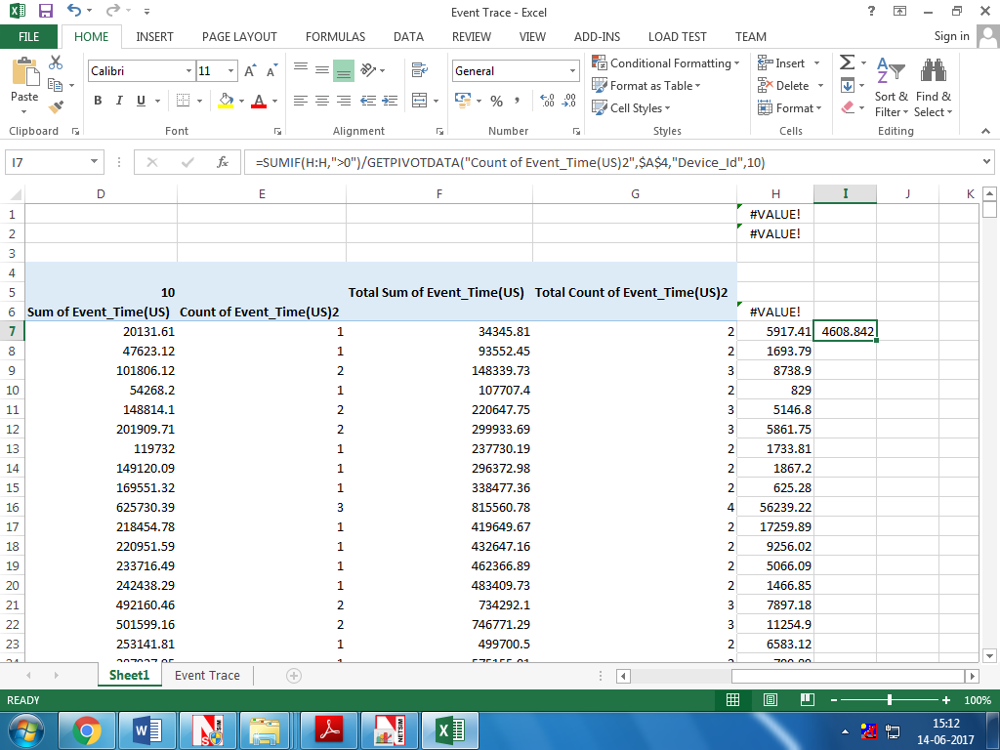 Event Trace - Excel
FILE HOME INSERT PAGE LAYOUT FORMULAS DATA REVIEW VIEW ADD-INS LOAD TEST TEAM Sign in
Paste
Calibri 11
B I U
General
%
Conditional Formatting
Format as Table
Cell Styles
Insert
Delete
Format
Sort & Filter
Find & Select
Clipboard Font Alignment Number Styles Cells Editing
I7 fx =SUMIF(H:H,">0")/GETPIVOTDATA("Count of Event_Time(US)2",$A$4,"Device_Id",10)
D E F G H I J K
1 #VALUE!
2 #VALUE!
3
4
5 10 Total Sum of Event_Time(US) Total Count of Event_Time(US)2
6 Sum of Event_Time(US) Count of Event_Time(US)2 #VALUE!
7 20131.61 1 34345.81 2 5917.41 4608.842
8 47623.12 1 93552.45 2 1693.79
9 101806.12 2 148339.73 3 8738.9
10 54268.2 1 107707.4 2 829
11 148814.1 2 220647.75 3 5146.8
12 201909.71 2 299933.69 3 5861.75
13 119732 1 237730.19 2 1733.81
14 149120.09 1 296372.98 2 1867.2
15 169551.32 1 338477.36 2 625.28
16 625730.39 3 815560.78 4 56239.22
17 218454.78 1 419649.67 2 17259.89
18 220951.59 1 432647.16 2 9256.02
19 233716.49 1 462366.89 2 5066.09
20 242438.29 1 483409.73 2 1466.85
21 492160.46 2 734292.1 3 7897.18
22 501599.16 2 746771.29 3 11254.9
23 253141.81 1 499700.5 2 6583.12
Sheet1 Event Trace
READY 100%
15:12
14-06-2017